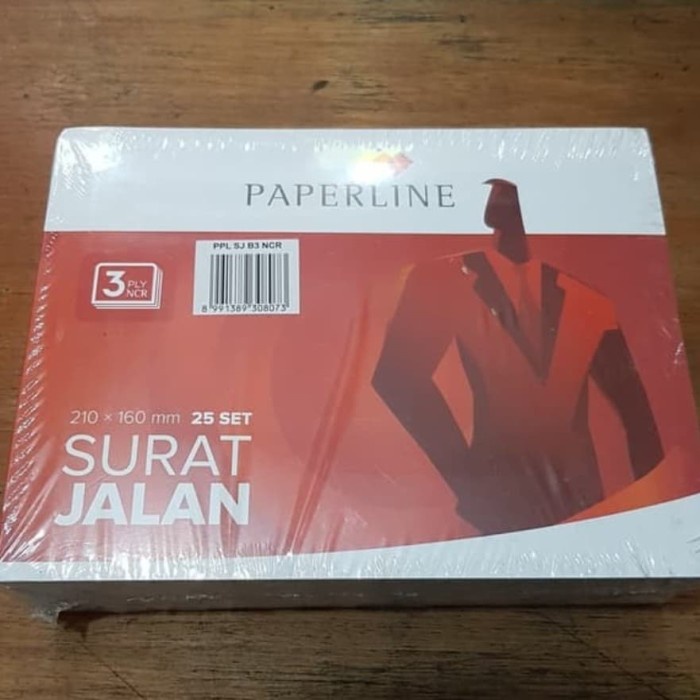 PAPERLINE
3 PLY
NCR
PPL SJ B3 NCR
8 991389 308073
210 × 160 mm 25 SET
SURAT
JALAN